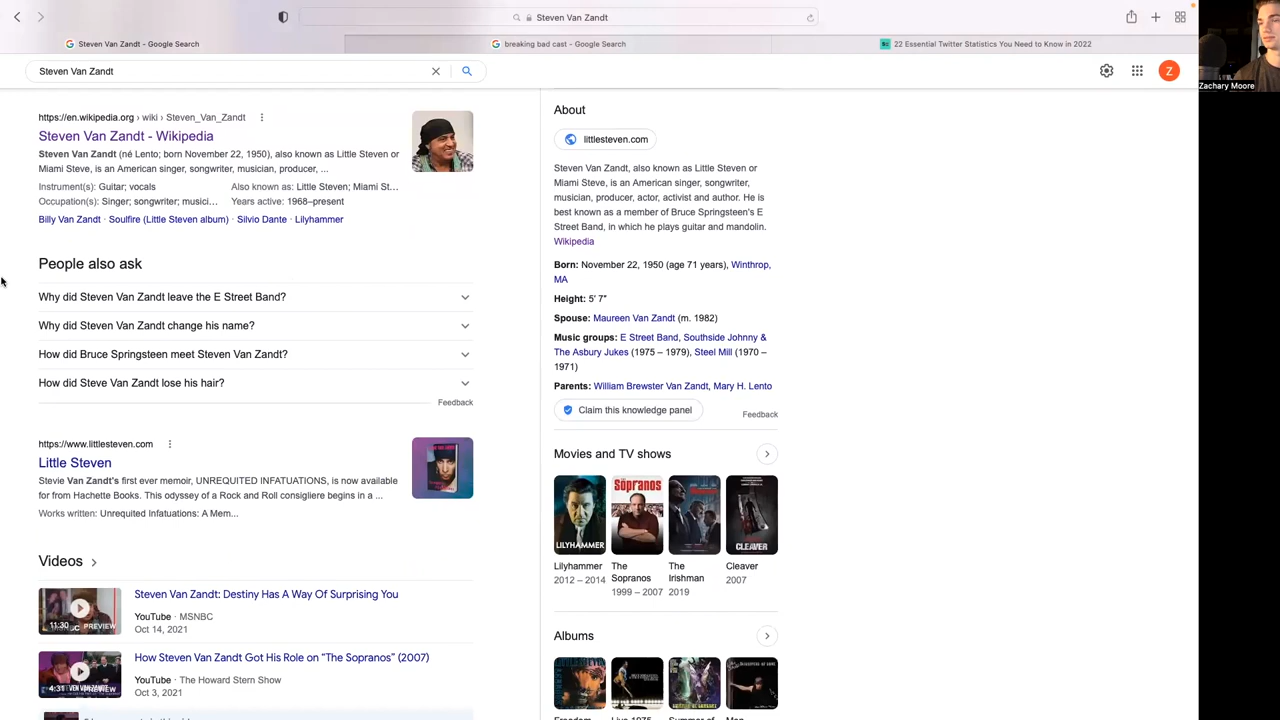 Steven Van Zandt
Steven Van Zandt - Google Search
breaking bad cast - Google Search
22 Essential Twitter Statistics You Need to Know in 2022
Steven Van Zandt
Z
Zachary Moore
https://en.wikipedia.org › wiki › Steven_Van_Zandt
Steven Van Zandt - Wikipedia
Steven Van Zandt (né Lento; born November 22, 1950), also known as Little Steven or
Miami Steve, is an American singer, songwriter, musician, producer, ...
Instrument(s): Guitar; vocals
Also known as: Little Steven; Miami St...
Occupation(s): Singer; songwriter; musici...
Years active: 1968–present
Billy Van Zandt · Soulfire (Little Steven album) · Silvio Dante · Lilyhammer
People also ask
Why did Steven Van Zandt leave the E Street Band?
Why did Steven Van Zandt change his name?
How did Bruce Springsteen meet Steven Van Zandt?
How did Steve Van Zandt lose his hair?
Feedback
https://www.littlesteven.com
Little Steven
Stevie Van Zandt's first ever memoir, UNREQUITED INFATUATIONS, is now available
for from Hachette Books. This odyssey of a Rock and Roll consigliere begins in a ...
Works written: Unrequited Infatuations: A Mem...
Videos
11:30
PREVIEW
Steven Van Zandt: Destiny Has A Way Of Surprising You
YouTube · MSNBC
Oct 14, 2021
4:31
PREVIEW
How Steven Van Zandt Got His Role on "The Sopranos" (2007)
YouTube · The Howard Stern Show
Oct 3, 2021
About
littlesteven.com
Steven Van Zandt, also known as Little Steven or
Miami Steve, is an American singer, songwriter,
musician, producer, actor, activist and author. He is
best known as a member of Bruce Springsteen's E
Street Band, in which he plays guitar and mandolin.
Wikipedia
Born: November 22, 1950 (age 71 years), Winthrop,
MA
Height: 5′ 7″
Spouse: Maureen Van Zandt (m. 1982)
Music groups: E Street Band, Southside Johnny &
The Asbury Jukes (1975 – 1979), Steel Mill (1970 –
1971)
Parents: William Brewster Van Zandt, Mary H. Lento
Claim this knowledge panel
Feedback
Movies and TV shows
LILYHAMMER
Sopranos
CLEAVER
Lilyhammer
2012 – 2014
The
Sopranos
1999 – 2007
The
Irishman
2019
Cleaver
2007
Albums